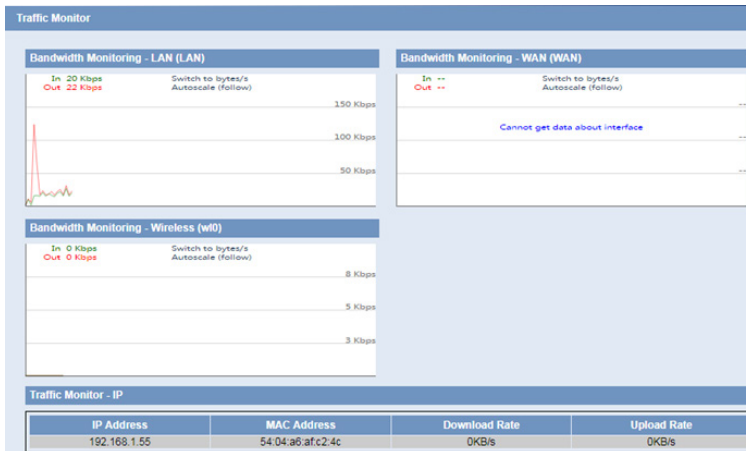 Traffic Monitor
Bandwidth Monitoring - LAN (LAN)
In 20 Kbps Switch to bytes/s
Out 22 Kbps Autoscale (follow)
150 Kbps
100 Kbps
50 Kbps
Bandwidth Monitoring - WAN (WAN)
In -- Switch to bytes/s
Out -- Autoscale (follow)
--
Cannot get data about interface
--
--
Bandwidth Monitoring - Wireless (wl0)
In 0 Kbps Switch to bytes/s
Out 0 Kbps Autoscale (follow)
8 Kbps
5 Kbps
3 Kbps
Traffic Monitor - IP
IP Address MAC Address Download Rate Upload Rate
192.168.1.55 54:04:a6:af:c2:4c 0KB/s 0KB/s